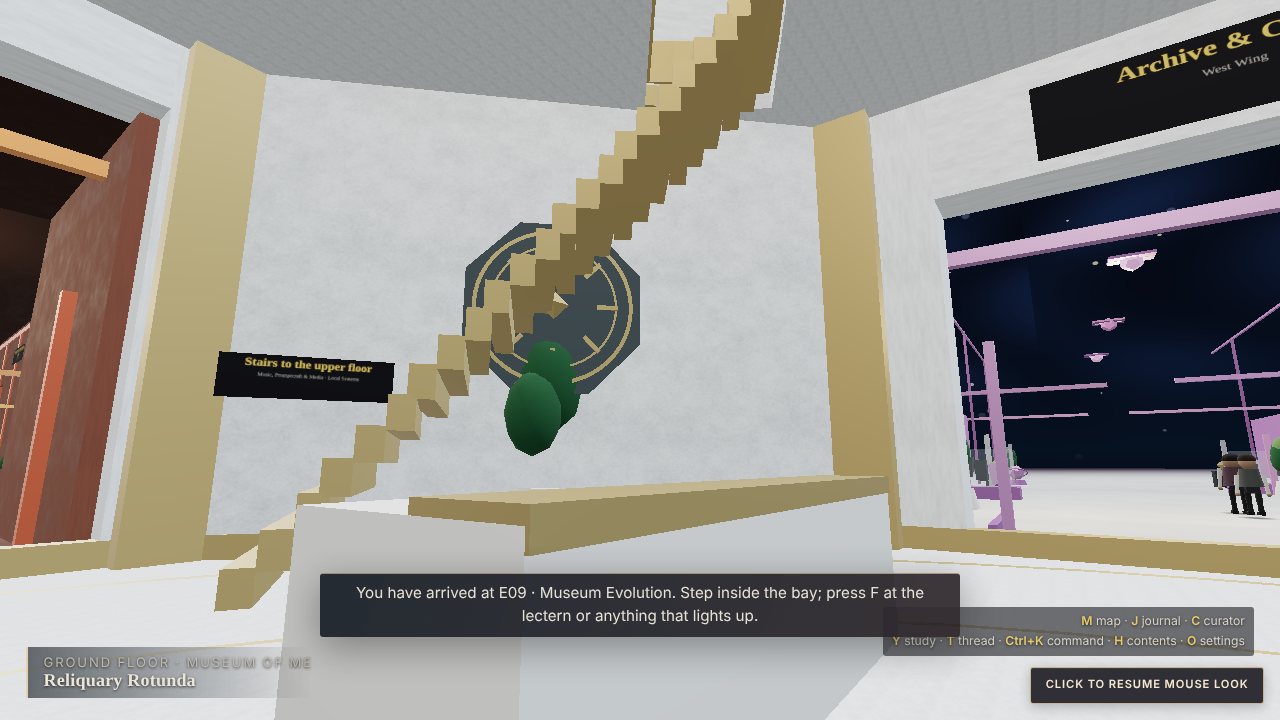 Archive & C
West Wing
Stairs to the upper floor
Music, Promptcraft & Media · Local Systems
You have arrived at E09 · Museum Evolution. Step inside the bay; press F at the
lectern or anything that lights up.
M map · J journal · C curator
Y study · T thread · Ctrl+K command · H contents · O settings
GROUND FLOOR · MUSEUM OF ME
Reliquary Rotunda
CLICK TO RESUME MOUSE LOOK